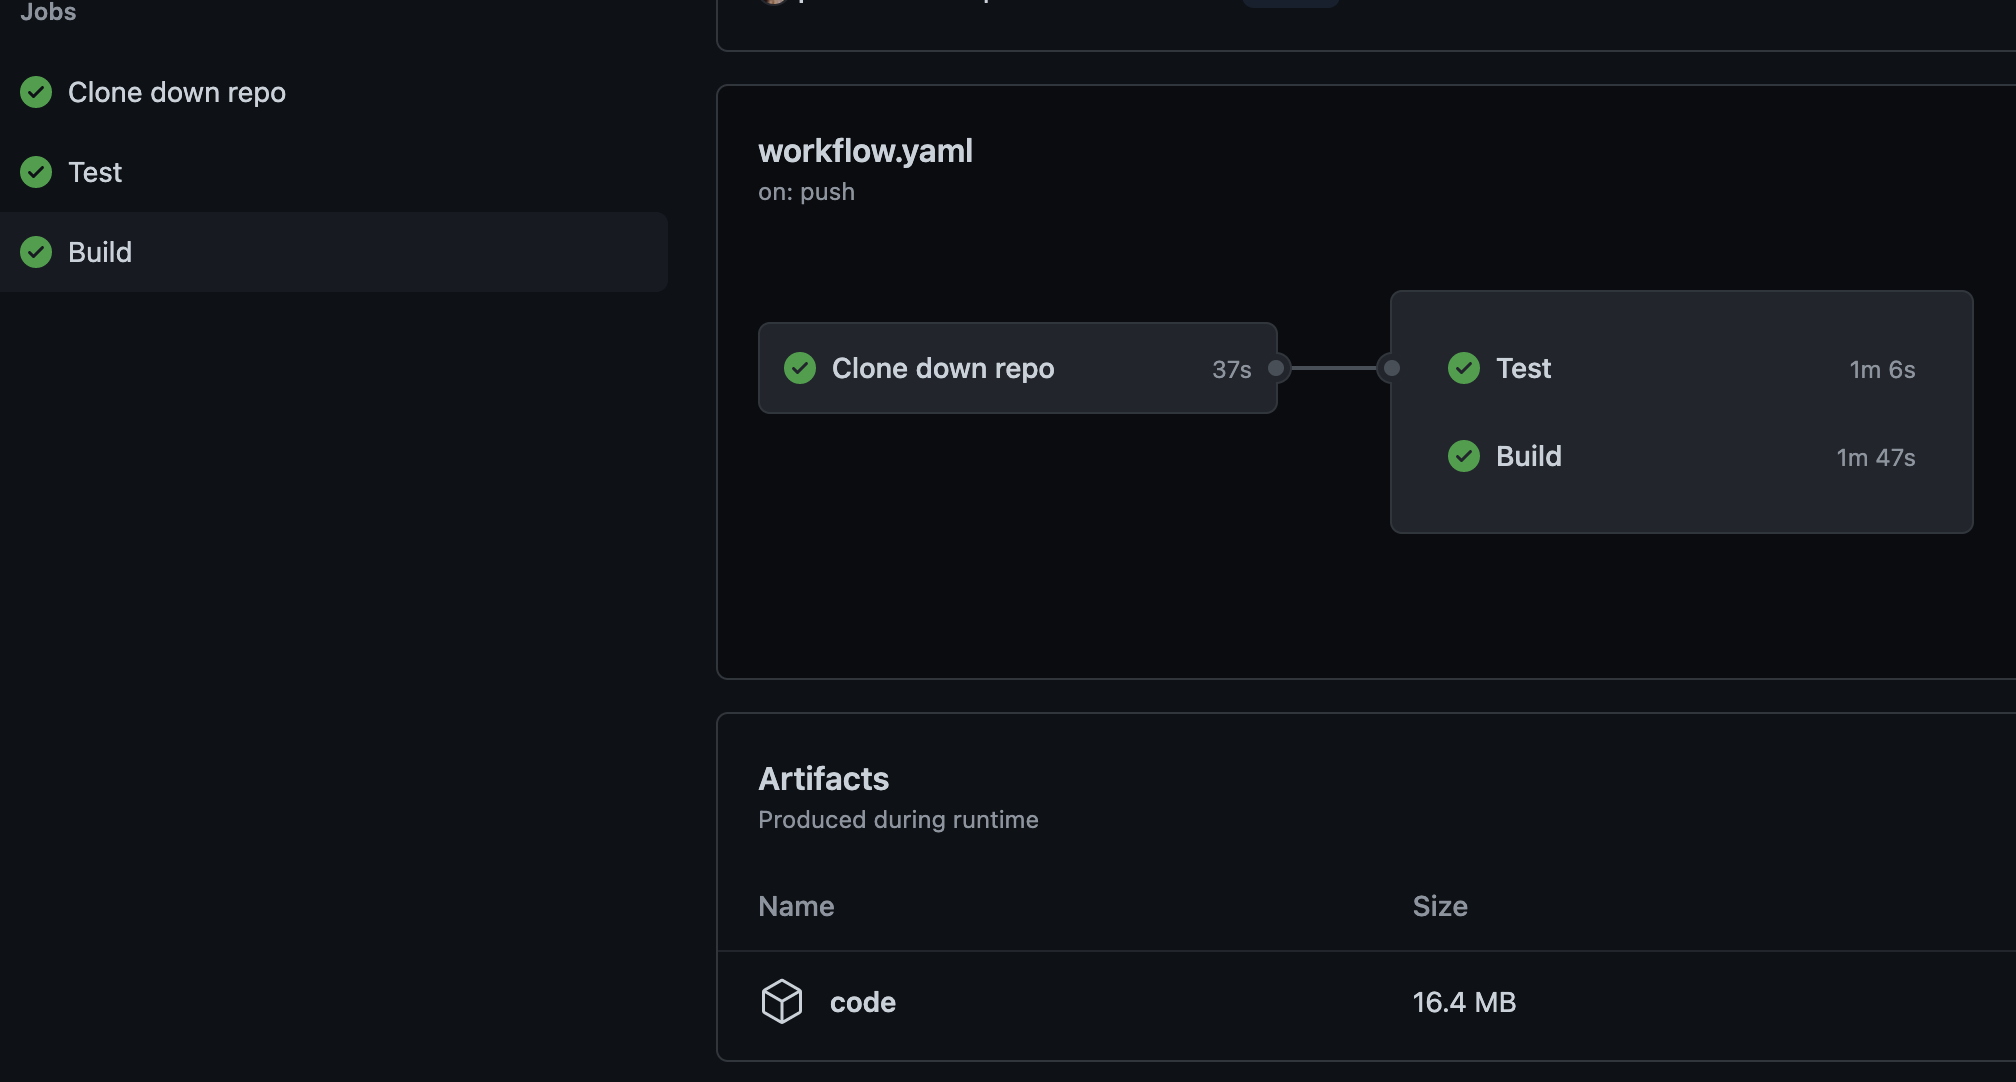 Jobs
Clone down repo
Test
Build
workflow.yaml
on: push
Clone down repo 37s
Test 1m 6s
Build 1m 47s
Artifacts
Produced during runtime
Name Size
code 16.4 MB